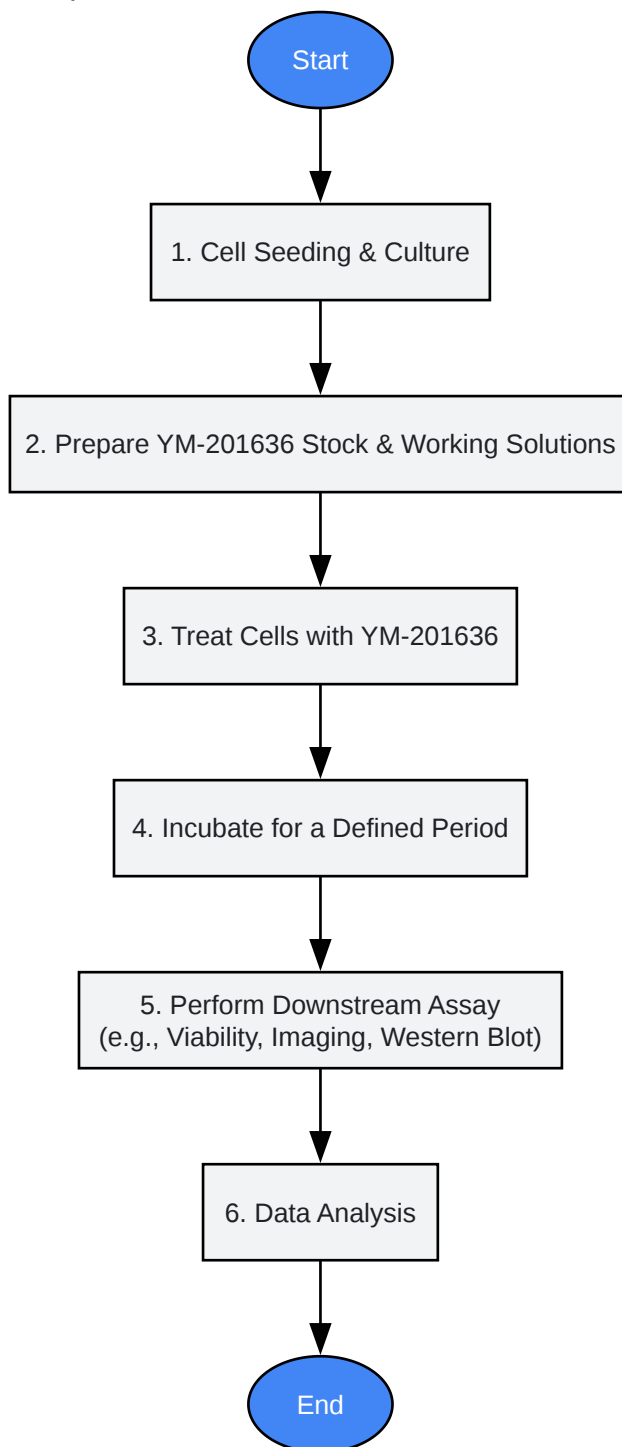 Start
1. Cell Seeding & Culture
2. Prepare YM-201636 Stock & Working Solutions
3. Treat Cells with YM-201636
4. Incubate for a Defined Period
5. Perform Downstream Assay
(e.g., Viability, Imaging, Western Blot)
6. Data Analysis
End